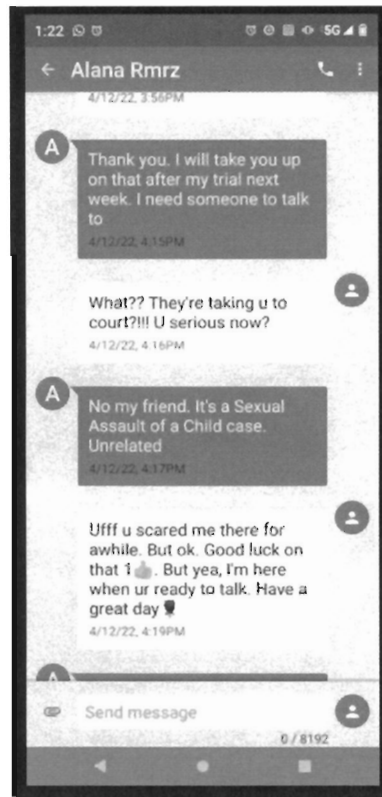 1:22 5G
Alana Rmrz
4/12/22, 3:56PM
A
Thank you. I will take you up
on that after my trial next
week. I need someone to talk
to
4/12/22, 4:15PM
What?? They're taking u to
court?!!! U serious now?
4/12/22, 4:16PM
A
No my friend. It's a Sexual
Assault of a Child case.
Unrelated
4/12/22, 4:17PM
Ufff u scared me there for
awhile. But ok. Good luck on
that 1👍. But yea, I'm here
when ur ready to talk. Have a
great day🌹
4/12/22, 4:19PM
A
Send message
0 / 8192